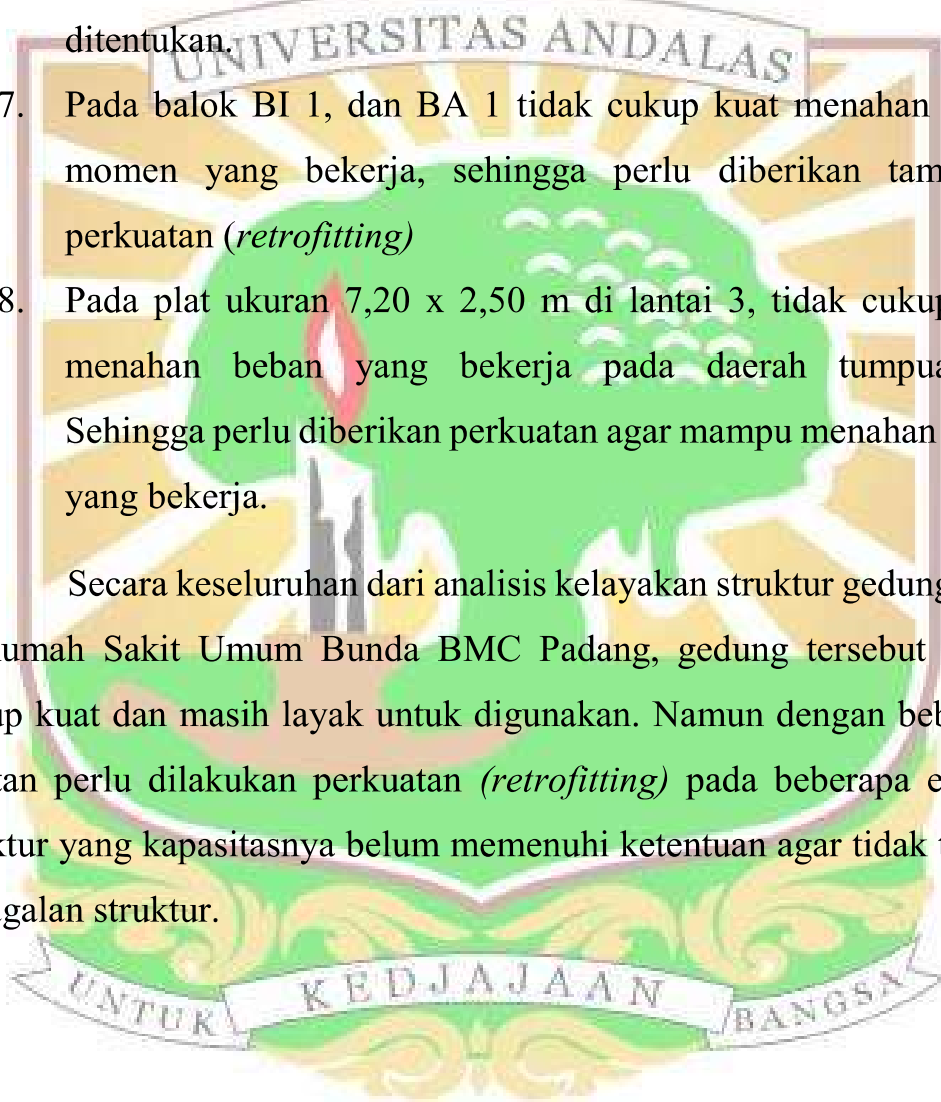 ditentukan.
UNIVERSITAS ANDALAS
7. Pada balok BI 1, dan BA 1 tidak cukup kuat menahan
momen yang bekerja, sehingga perlu diberikan tam
perkuatan (retrofitting)
8. Pada plat ukuran 7,20 x 2,50 m di lantai 3, tidak cukup
menahan beban yang bekerja pada daerah tumpua
Sehingga perlu diberikan perkuatan agar mampu menahan
yang bekerja.
Secara keseluruhan dari analisis kelayakan struktur gedung
umah Sakit Umum Bunda BMC Padang, gedung tersebut
up kuat dan masih layak untuk digunakan. Namun dengan beb
tan perlu dilakukan perkuatan (retrofitting) pada beberapa e
ktur yang kapasitasnya belum memenuhi ketentuan agar tidak t
galan struktur.
UNTUK KEDJAJAAN BANGSA